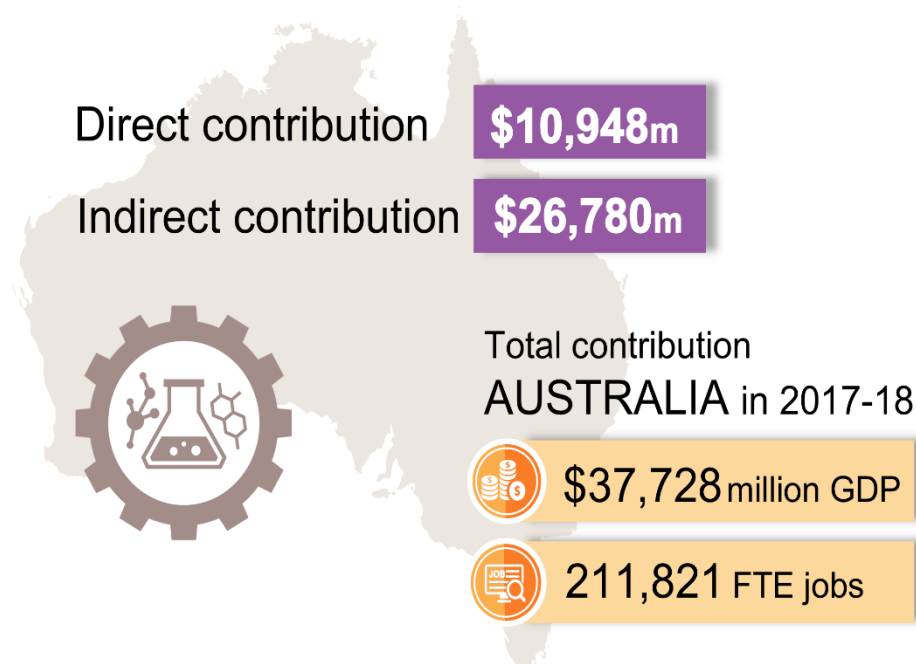 Direct contribution $10,948m
Indirect contribution $26,780m
Total contribution
AUSTRALIA in 2017-18
$37,728 million GDP
JOB
211,821 FTE jobs